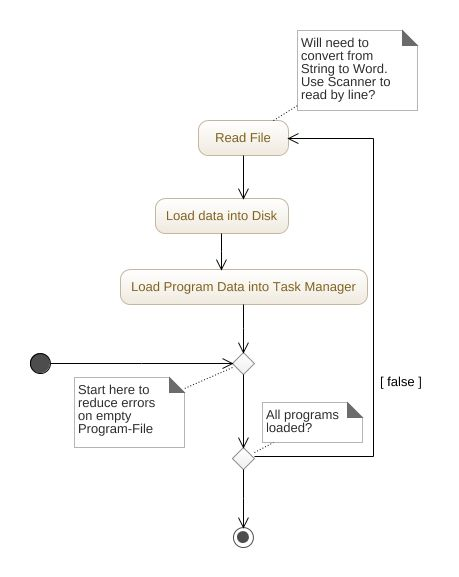 Will need to
convert from
String to Word.
Use Scanner to
read by line?
Read File
Load data into Disk
Load Program Data into Task Manager
[ false ]
Start here to
reduce errors
on empty
Program-File
All programs
loaded?